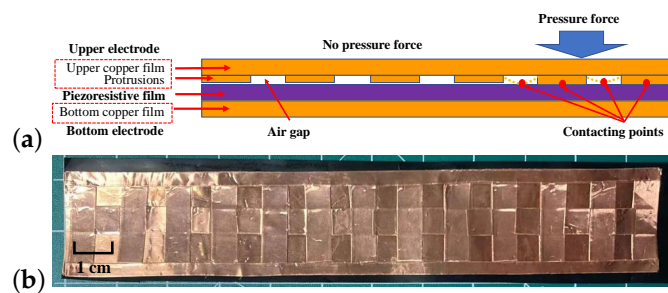 Pressure force
No pressure force
Upper electrode
Upper copper film
Protrusions
Piezoresistive film
Bottom copper film
Bottom electrode
Air gap
Contacting points
(a)
1 cm
(b)